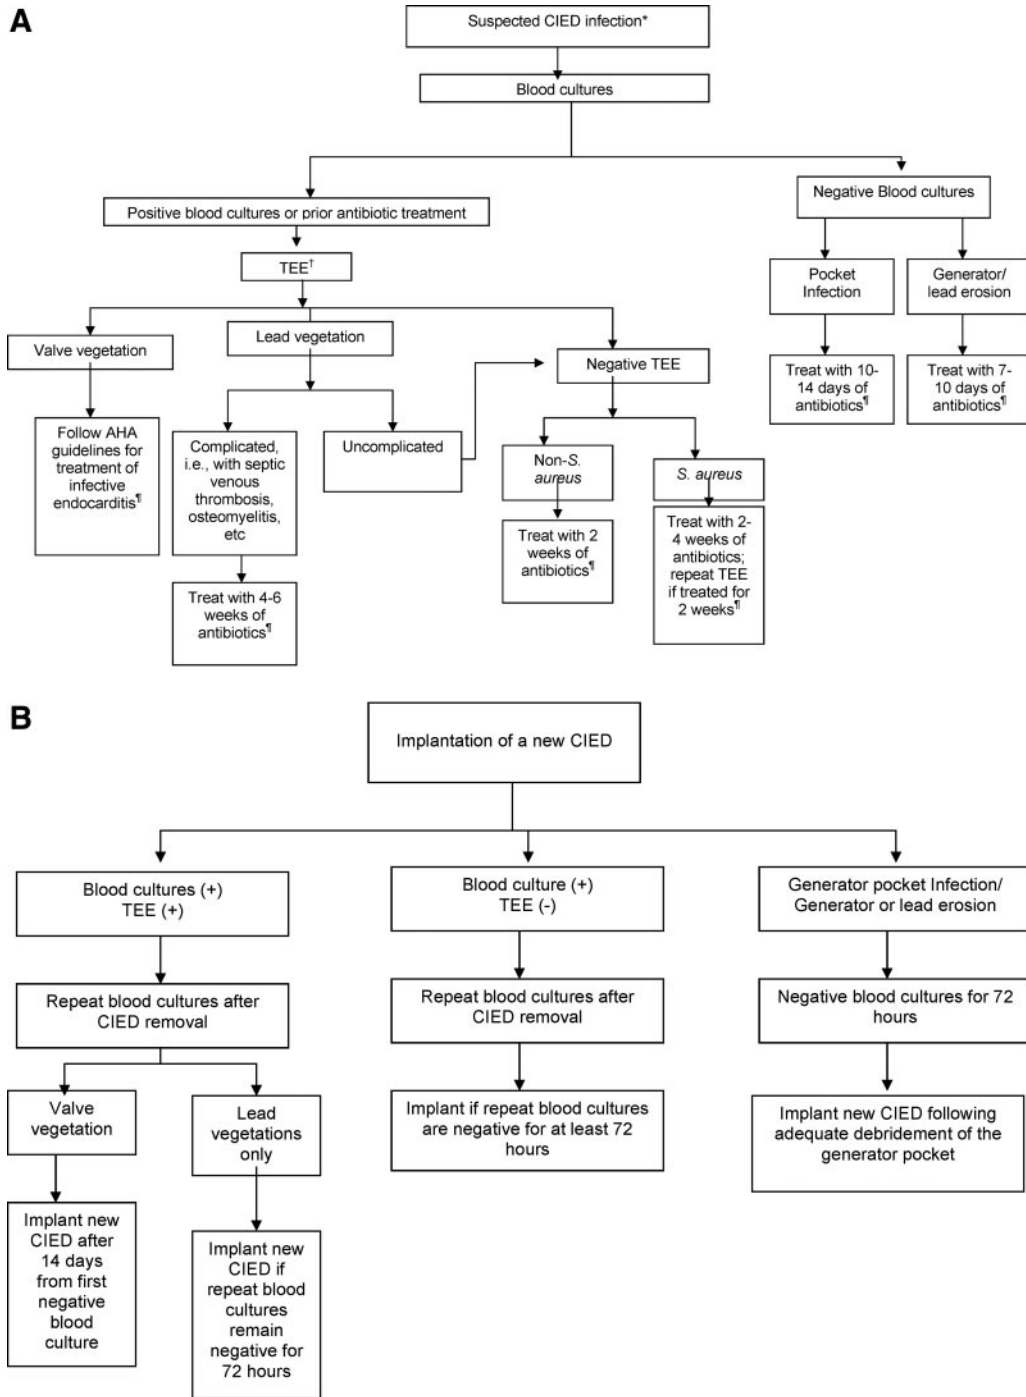 A
Suspected CIED infection*
Blood cultures
Positive blood cultures or prior antibiotic treatment
Negative Blood cultures
TEE†
Pocket
Infection
Generator/
lead erosion
Valve vegetation
Lead vegetation
Negative TEE
Treat with 10-
14 days of
antibiotics¶
Treat with 7-
10 days of
antibiotics¶
Follow AHA
guidelines for
treatment of
infective
endocarditis¶
Complicated,
i.e., with septic
venous
thrombosis,
osteomyelitis,
etc
Uncomplicated
Non-S.
aureus
S. aureus
Treat with 4-6
weeks of
antibiotics¶
Treat with 2
weeks of
antibiotics¶
Treat with 2-
4 weeks of
antibiotics;
repeat TEE
if treated for
2 weeks¶
B
Implantation of a new CIED
Blood cultures (+)
TEE (+)
Blood culture (+)
TEE (-)
Generator pocket Infection/
Generator or lead erosion
Repeat blood cultures after
CIED removal
Repeat blood cultures after
CIED removal
Negative blood cultures for 72
hours
Valve
vegetation
Lead
vegetations
only
Implant if repeat blood cultures
are negative for at least 72
hours
Implant new CIED following
adequate debridement of the
generator pocket
Implant new
CIED after
14 days
from first
negative
blood
culture
Implant new
CIED if
repeat blood
cultures
remain
negative for
72 hours